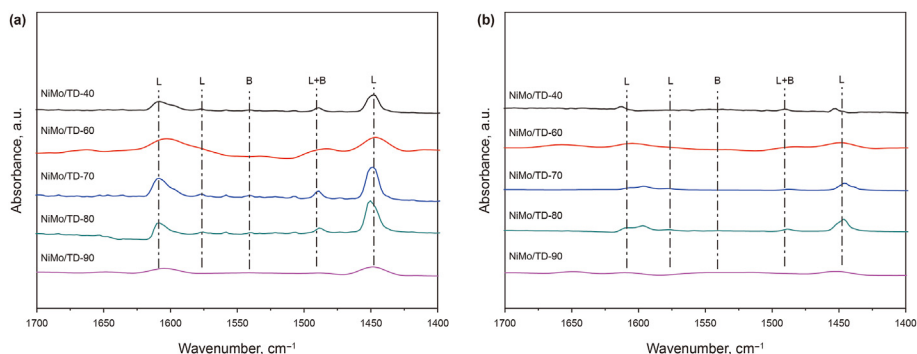 (a)
L L B L+B L
NiMo/TD-40
NiMo/TD-60
NiMo/TD-70
NiMo/TD-80
NiMo/TD-90
Absorbance, a.u.
1700 1650 1600 1550 1500 1450 1400
Wavenumber, cm⁻¹
(b)
L L B L+B L
NiMo/TD-40
NiMo/TD-60
NiMo/TD-70
NiMo/TD-80
NiMo/TD-90
Absorbance, a.u.
1700 1650 1600 1550 1500 1450 1400
Wavenumber, cm⁻¹